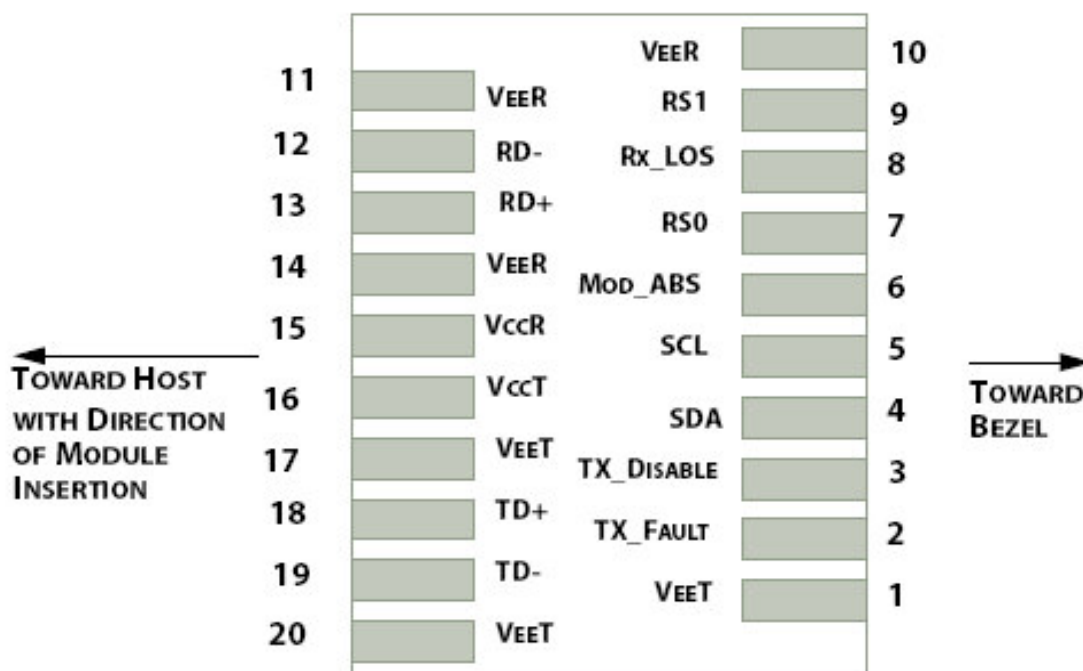 VEER 10
11 VEER
RS1 9
12 RD-
Rx_LOS 8
13 RD+
RS0 7
14 VEER
MOD_ABS 6
15 VCCR
SCL 5
TOWARD HOST
WITH DIRECTION
OF MODULE
INSERTION
16 VCCT
SDA 4
TOWARD
BEZEL
17 VEET
TX_DISABLE 3
18 TD+
TX_FAULT 2
19 TD-
VEET 1
20 VEET